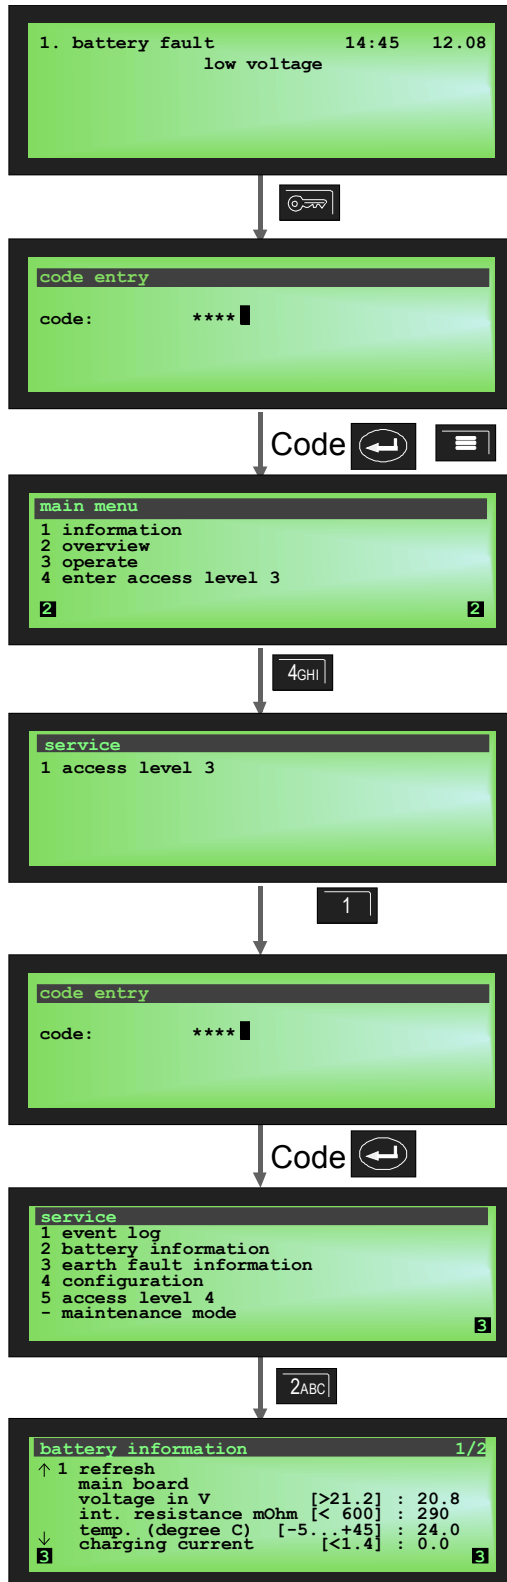 1. battery fault 14:45 12.08
low voltage
code entry
code: ****
Code
main menu
1 information
2 overview
3 operate
4 enter access level 3
2 2
4GHI
service
1 access level 3
1
code entry
code: ****
Code
service
1 event log
2 battery information
3 earth fault information
4 configuration
5 access level 4
- maintenance mode
3
2ABC
battery information 1/2
↑ 1 refresh
main board
voltage in V [>21.2] : 20.8
int. resistance mOhm [< 600] : 290
temp. (degree C) [-5...+45] : 24.0
↓ charging current [<1.4] : 0.0
3 3